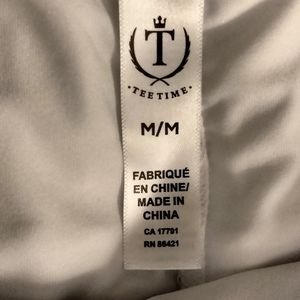 T
·TEE TIME·
M/M
FABRIQUÉ
EN CHINE/
MADE IN
CHINA
CA 17791
RN 86421